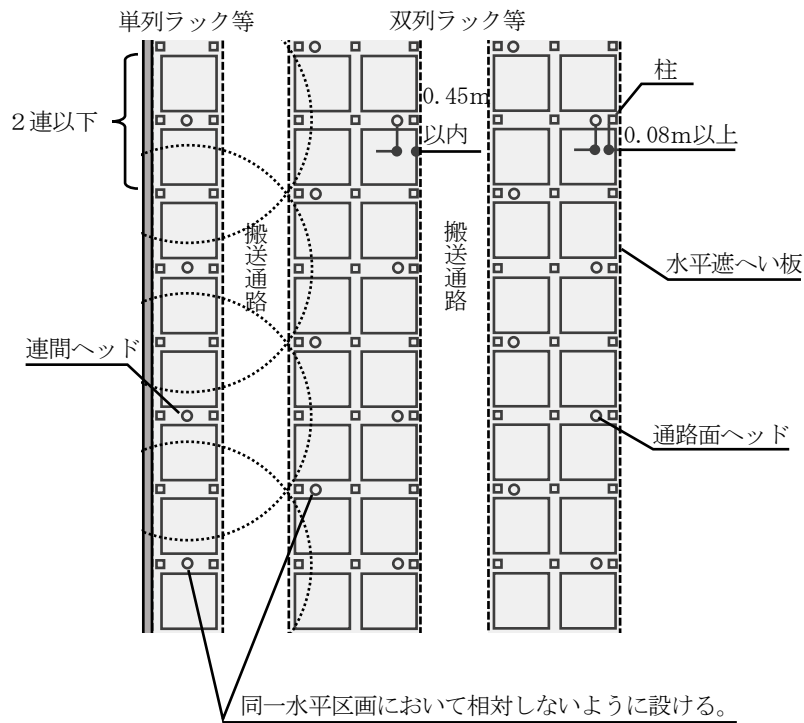 単列ラック等
双列ラック等
柱
0.45m
以内
2連以下
0.08m以上
搬送通路
搬送通路
水平遮へい板
連間ヘッド
通路面ヘッド
同一水平区画において相対しないように設ける。